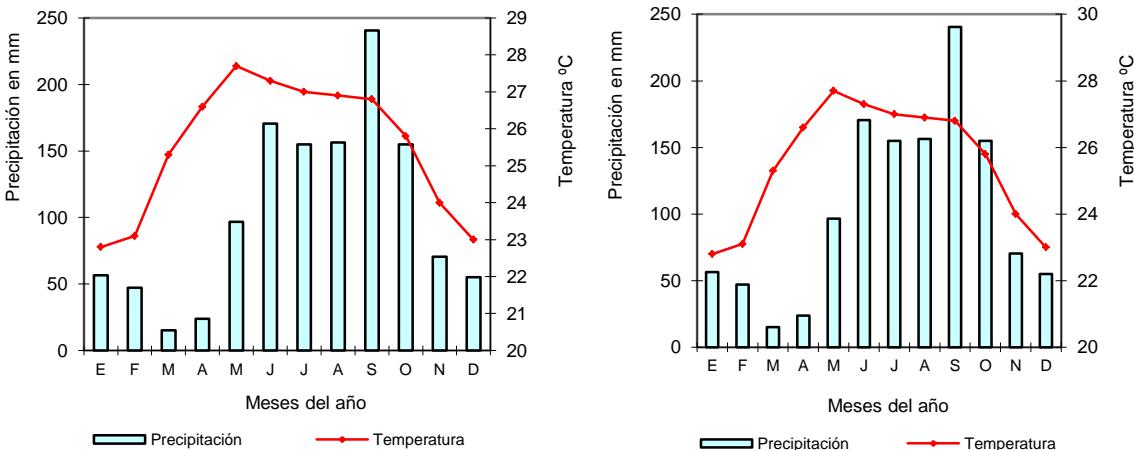 250
200
150
100
50
0
Precipitación en mm
29
28
27
26
25
24
23
22
21
20
Temperatura ºC
E F M A M J J A S O N D
Meses del año
Precipitación Temperatura
250
200
150
100
50
0
Precipitación en mm
30
28
26
24
22
20
Temperatura ºC
E F M A M J J A S O N D
Meses del año
Precipitación Temperatura